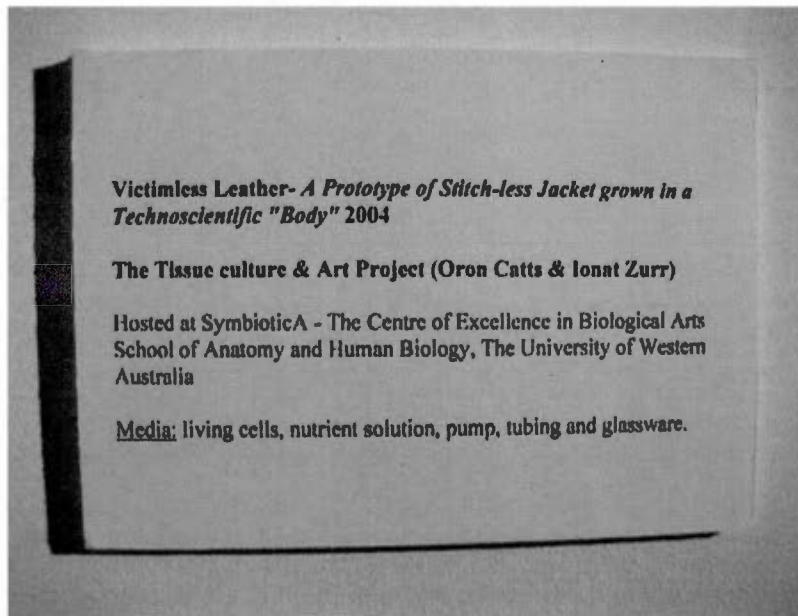 Victimless Leather- A Prototype of Stitch-less Jacket grown in a
Technoscientific "Body" 2004
The Tissue culture & Art Project (Oron Catts & Ionat Zurr)
Hosted at SymbioticA - The Centre of Excellence in Biological Arts
School of Anatomy and Human Biology, The University of Western
Australia
Media: living cells, nutrient solution, pump, tubing and glassware.